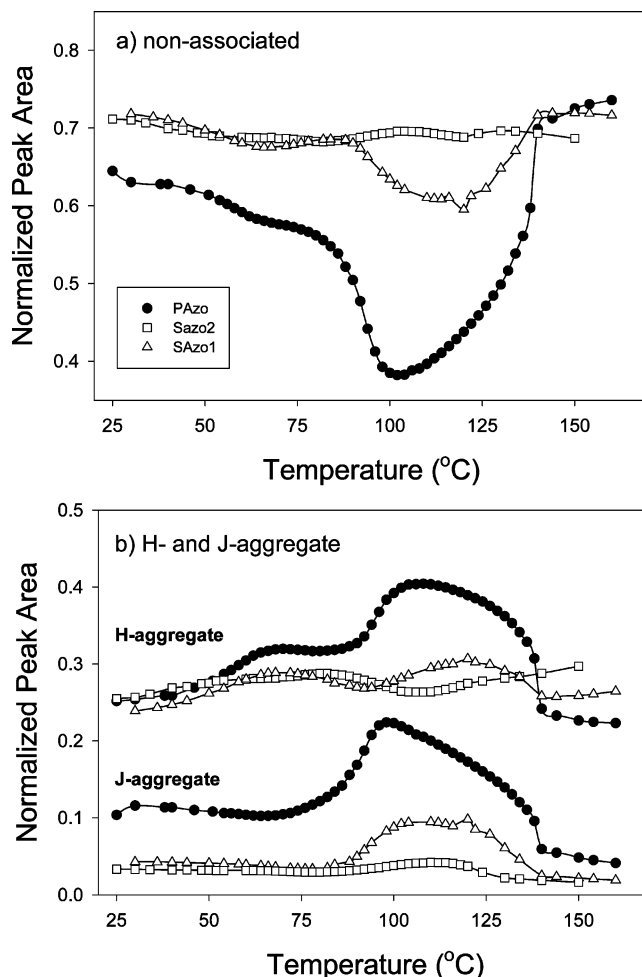 a) non-associated
0.8
0.7
0.6
0.5
0.4
Normalized Peak Area
PAzo
Sazo2
SAzo1
25 50 75 100 125 150
Temperature (°C)
b) H- and J-aggregate
0.5
0.4
0.3
0.2
0.1
0.0
Normalized Peak Area
H-aggregate
J-aggregate
25 50 75 100 125 150
Temperature (°C)